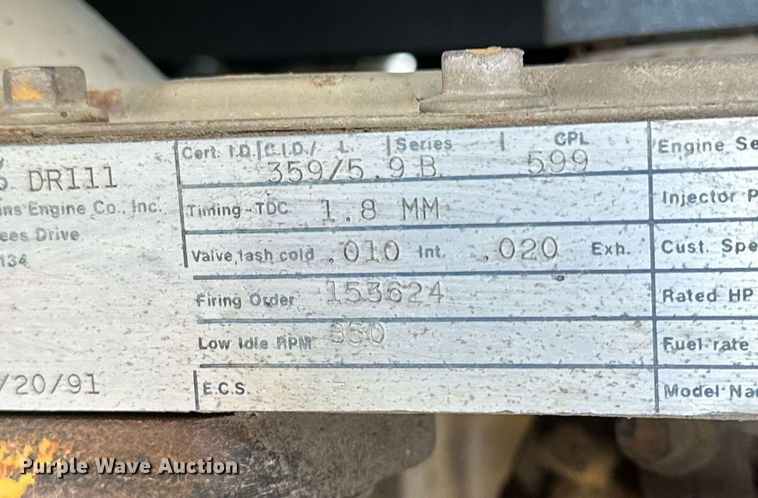 DRIll
ns Engine Co., Inc.
ees Drive
134
/20/91
Cert. I.D. C.I.D./ L. Series CPL
359/5.9 B 599
Timing-TDC 1.8 MM
Valve lash cold .010 Int. .020 Exh.
Firing Order 153624
Low Idle RPM 850
E.C.S.
Engine Se
Injector P
Cust. Spe
Rated HP
Fuel rate
Model Na
Purple Wave Auction